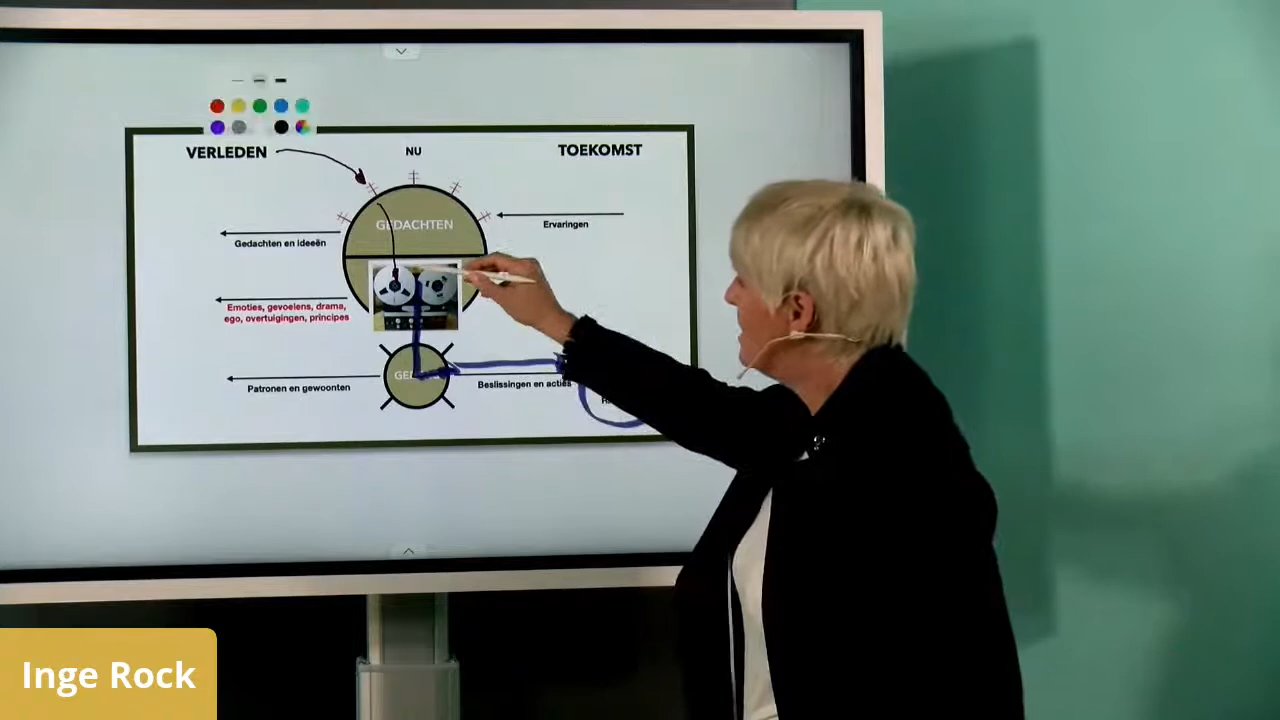 VERLEDEN
NU
TOEKOMST
GEDACHTEN
Ervaringen
Gedachten en ideeën
Emoties, gevoelens, drama,
ego, overtuigingen, principes
Patronen en gewoonten
Beslissingen en acties
Inge Rock